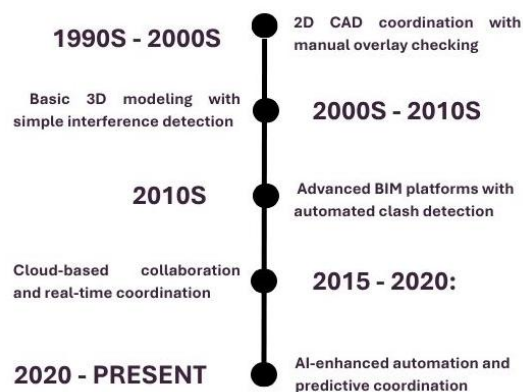 1990S - 2000S
2D CAD coordination with
manual overlay checking
Basic 3D modeling with
simple interference detection
2000S - 2010S
2010S
Advanced BIM platforms with
automated clash detection
Cloud-based collaboration
and real-time coordination
2015 - 2020:
2020 - PRESENT
AI-enhanced automation and
predictive coordination